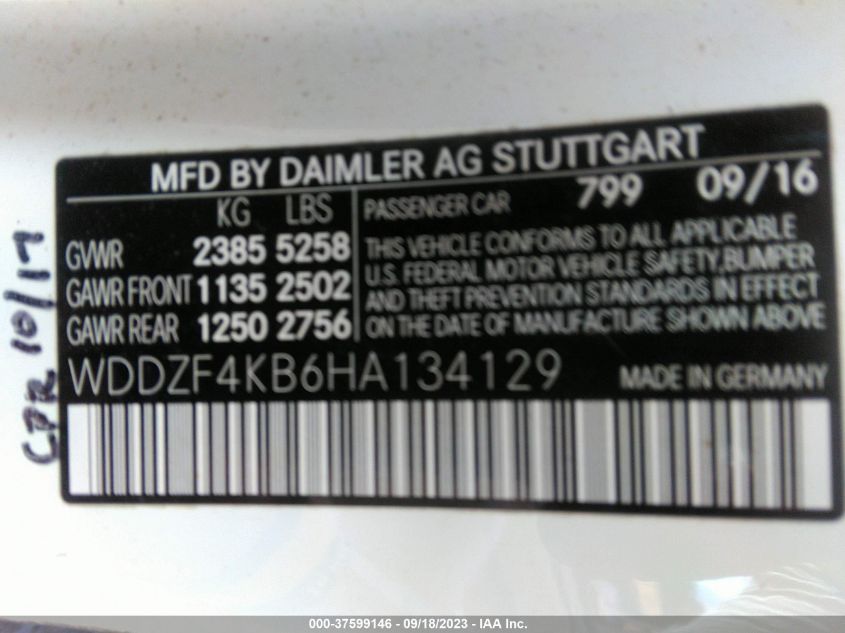 MFD BY DAIMLER AG STUTTGART
KG LBS
GVWR 2385 5258
GAWR FRONT 1135 2502
GAWR REAR 1250 2756
PASSENGER CAR 799 09/16
THIS VEHICLE CONFORMS TO ALL APPLICABLE
U.S. FEDERAL MOTOR VEHICLE SAFETY, BUMPER
AND THEFT PREVENTION STANDARDS IN EFFECT
ON THE DATE OF MANUFACTURE SHOWN ABOVE
WDDZF4KB6HA134129 MADE IN GERMANY
CPR 10/17
000-37599146 - 09/18/2023 - IAA Inc.